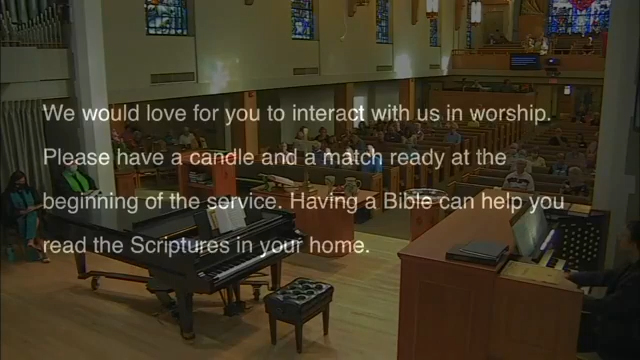 We would love for you to interact with us in worship.
Please have a candle and a match ready at the
beginning of the service. Having a Bible can help you
read the Scriptures in your home.